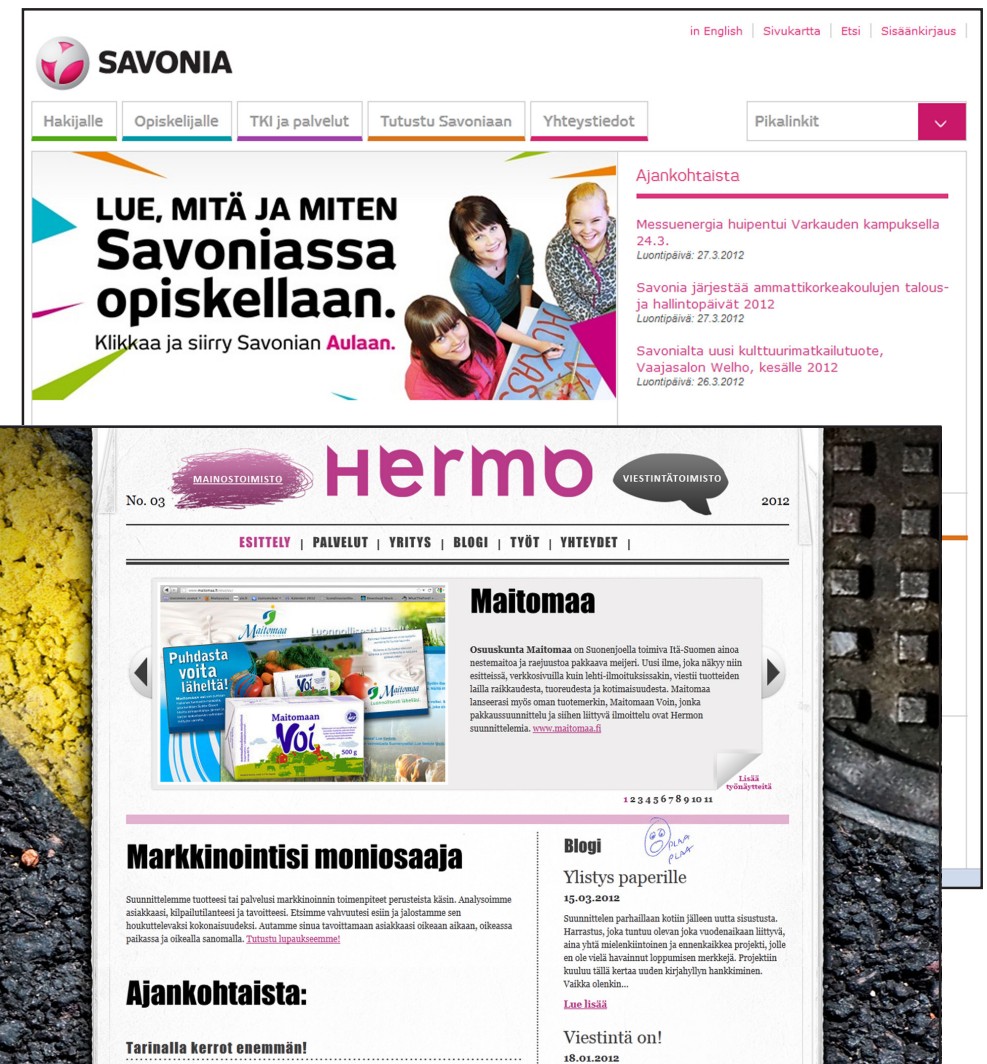 in English | Sivukartta | Etsi | Sisäänkirjaus |
SAVONIA
Hakijalle
Opiskelijalle
TKI ja palvelut
Tutustu Savoniaan
Yhteystiedot
Pikalinkit
LUE, MITÄ JA MITEN
Savoniassa
opiskellaan.
Klikkaa ja siirry Savonian Aulaan.
Ajankohtaista
Messuenergia huipentui Varkauden kampuksella
24.3.
Luontipäivä: 27.3.2012
Savonia järjestää ammattikorkeakoulujen talous-
ja hallintopäivät 2012
Luontipäivä: 27.3.2012
Savonialta uusi kulttuurimatkailutuote,
Vaajasalon Welho, kesälle 2012
Luontipäivä: 26.3.2012
No. 03
MAINOSTOIMISTO
Hermo
VIESTINTÄTOIMISTO
2012
ESITTELY | PALVELUT | YRITYS | BLOGI | TYÖT | YHTEYDET |
Maitomaa
Puhdasta
voita
läheltä!
Maitomaa
Maitomaan
Voi
500 g
Maitomaa
Osuuskunta Maitomaa on Suonenjoella toimiva Itä-Suomen ainoa
nestemaitoa ja raejuustoa pakkaava meijeri. Uusi ilme, joka näkyy niin
esitteissä, verkkosivuilla kuin lehti-ilmoituksissakin, viestii tuotteiden
lailla raikkaudesta, tuoreudesta ja kotimaisuudesta. Maitomaa
lanseerasi myös oman tuotemerkin, Maitomaan Voin, jonka
pakkaussuunnittelu ja siihen liittyvä ilmoittelu ovat Hermon
suunnittelemia. www.maitomaa.fi
Lisää
työnäytteitä
1 2 3 4 5 6 7 8 9 10 11
Markkinointisi moniosaaja
Suunnittelemme tuotteesi tai palvelusi markkinoinnin toimenpiteet perusteista käsin. Analysoimme
asiakkaasi, kilpailutilanteesi ja tavoitteesi. Etsimme vahvuutesi esiin ja jalostamme sen
houkuttelevaksi kokonaisuudeksi. Autamme sinua tavoittamaan asiakkaasi oikeaan aikaan, oikeassa
paikassa ja oikealla sanomalla. Tutustu lupaukseemme!
Ajankohtaista:
Tarinalla kerrot enemmän!
Blogi
PLAA
PLAA
Ylistys paperille
15.03.2012
Suunnittelen parhaillaan kotiin jälleen uutta sisustusta.
Harrastus, joka tuntuu olevan joka vuodenaikaan liittyvä,
aina yhtä mielenkiintoinen ja ennenkaikkea projekti, jolle
en ole vielä havainnut loppumisen merkkejä. Projektiin
kuuluu tällä kertaa uuden kirjahyllyn hankkiminen.
Vaikka olenkin...
Lue lisää
Viestintä on!
18.01.2012